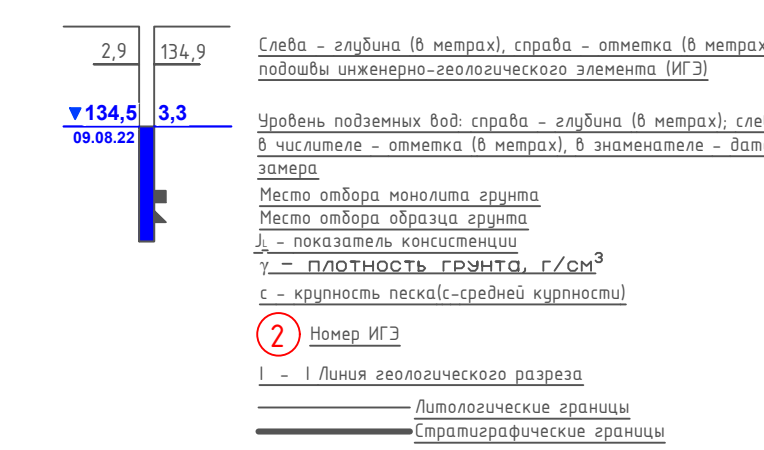 2,9 134,9
Слева – глубина (в метрах), справа – отметка (в метрах
подошвы инженерно-геологического элемента (ИГЭ)
▼134,5 3,3
09.08.22
Уровень подземных вод: справа – глубина (в метрах); сле
в числителе – отметка (в метрах), в знаменателе – дат
замера
Место отбора монолита грунта
Место отбора образца грунта
JL – показатель консистенции
γ – плотность грунта, г/см³
с – крупность песка(с-средней курпности)
2 Номер ИГЭ
I – I Линия геологического разреза
Литологические границы
Стратиграфические границы